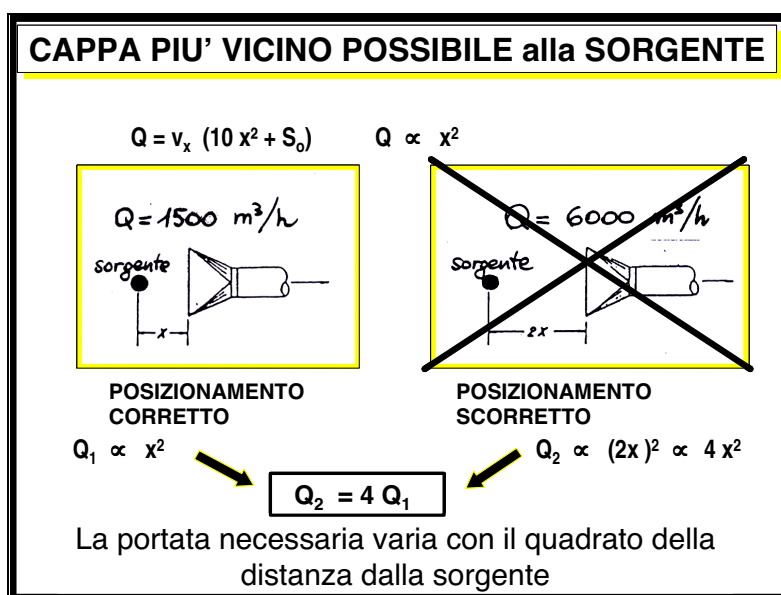 CAPPA PIU' VICINO POSSIBILE alla SORGENTE
Q = vₓ (10 x² + Sₒ) Q ∝ x²
Q = 1500 m³/h
sorgente
x
Q = 6000 m³/h
sorgente
2x
POSIZIONAMENTO
CORRETTO
POSIZIONAMENTO
SCORRETTO
Q₁ ∝ x²
Q₂ ∝ (2x)² ∝ 4 x²
Q₂ = 4 Q₁
La portata necessaria varia con il quadrato della
distanza dalla sorgente